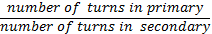 number of turns in primary
number of turns in secondary